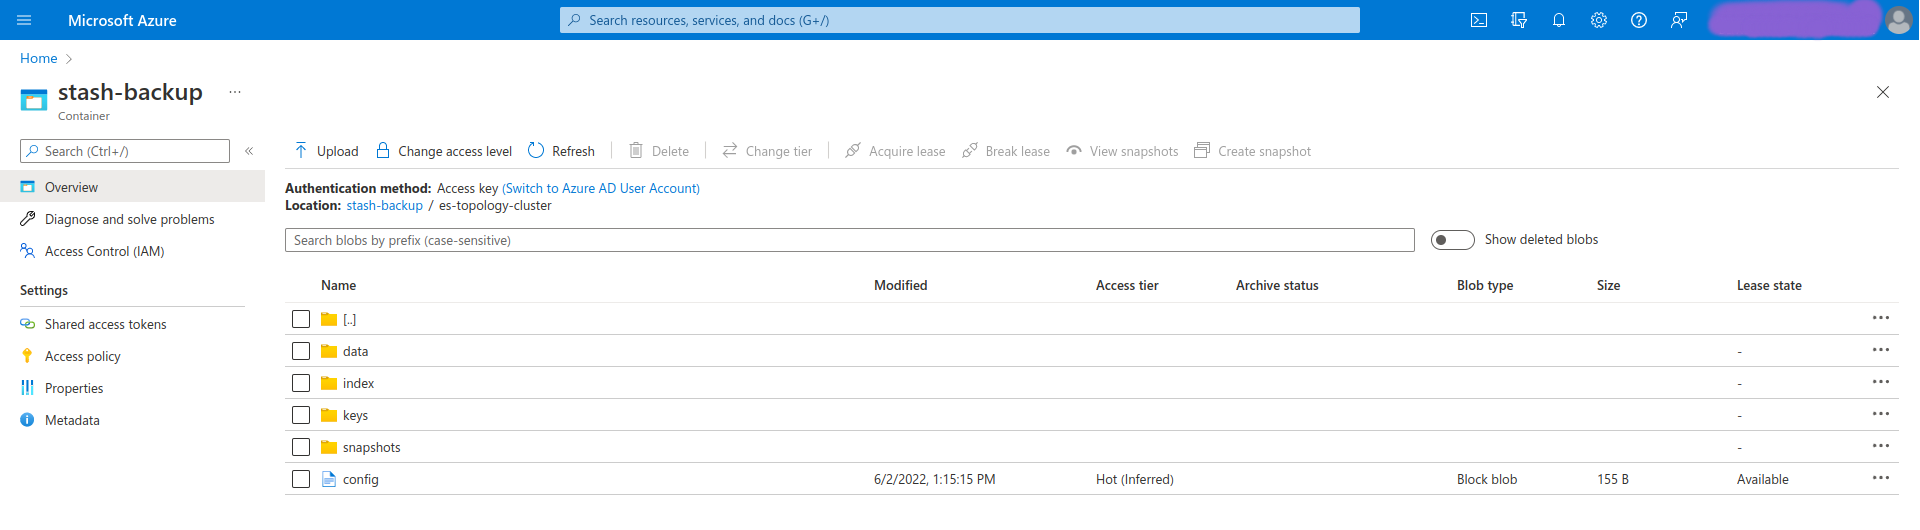 Microsoft Azure
Search resources, services, and docs (G+/)
Home
stash-backup ...
Container
Search (Ctrl+/) «
Overview
Diagnose and solve problems
Access Control (IAM)
Settings
Shared access tokens
Access policy
Properties
Metadata
Upload Change access level Refresh Delete Change tier Acquire lease Break lease View snapshots Create snapshot
Authentication method: Access key (Switch to Azure AD User Account)
Location: stash-backup / es-topology-cluster
Search blobs by prefix (case-sensitive) Show deleted blobs
Name Modified Access tier Archive status Blob type Size Lease state
[..] ...
data - ...
index - ...
keys - ...
snapshots - ...
config 6/2/2022, 1:15:15 PM Hot (Inferred) Block blob 155 B Available ...